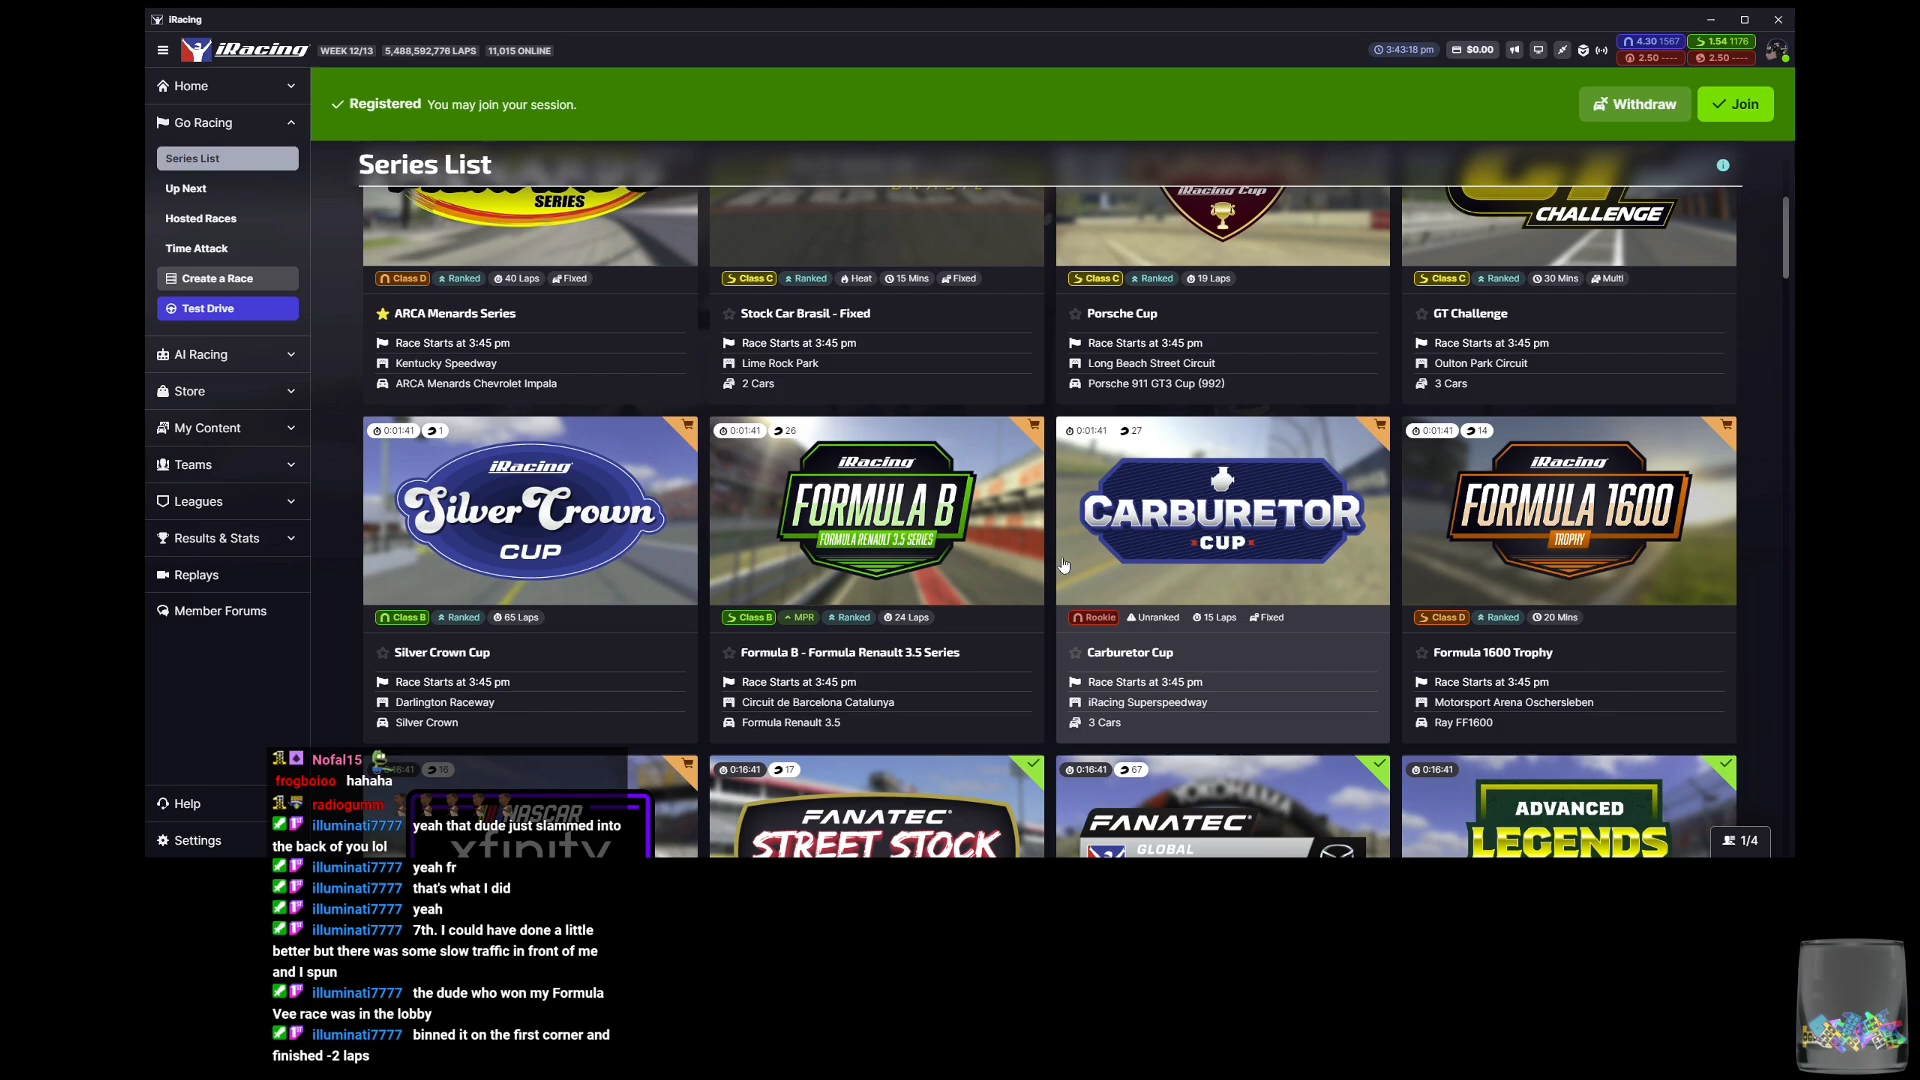 iRacing
iRacing WEEK 12/13 5,488,592,776 LAPS 11,015 ONLINE
3:43:18 pm $0.00 4.30 1567 1.54 1176
2.50 ---- 2.50 ----
Home
Go Racing
Series List
Up Next
Hosted Races
Time Attack
Create a Race
Test Drive
AI Racing
Store
My Content
Teams
Leagues
Results & Stats
Replays
Member Forums
Help
Settings
Registered You may join your session.
Withdraw
Join
Series List
SERIES
iRacing Cup
GT
CHALLENGE
Class D Ranked 40 Laps Fixed
ARCA Menards Series
Race Starts at 3:45 pm
Kentucky Speedway
ARCA Menards Chevrolet Impala
Class C Ranked Heat 15 Mins Fixed
Stock Car Brasil - Fixed
Race Starts at 3:45 pm
Lime Rock Park
2 Cars
Class C Ranked 19 Laps
Porsche Cup
Race Starts at 3:45 pm
Long Beach Street Circuit
Porsche 911 GT3 Cup (992)
Class C Ranked 30 Mins Multi
GT Challenge
Race Starts at 3:45 pm
Oulton Park Circuit
3 Cars
0:01:41 1
iRacing
Silver Crown
CUP
Class B Ranked 65 Laps
Silver Crown Cup
Race Starts at 3:45 pm
Darlington Raceway
Silver Crown
0:01:41 26
iRacing
FORMULA B
FORMULA RENAULT 3.5 SERIES
Class B MPR Ranked 24 Laps
Formula B - Formula Renault 3.5 Series
Race Starts at 3:45 pm
Circuit de Barcelona Catalunya
Formula Renault 3.5
0:01:41 27
CARBURETOR
CUP
Rookie Unranked 15 Laps Fixed
Carburetor Cup
Race Starts at 3:45 pm
iRacing Superspeedway
3 Cars
0:01:41 14
iRacing
FORMULA 1600
TROPHY
Class D Ranked 20 Mins
Formula 1600 Trophy
Race Starts at 3:45 pm
Motorsport Arena Oschersleben
Ray FF1600
16:41 16
NASCAR
xfinity
0:16:41 17
FANATEC
STREET STOCK
0:16:41 67
YOKOHAMA
FANATEC
GLOBAL
0:16:41
ADVANCED
LEGENDS
1/4
Nofal15
frogboioo hahaha
radiogumm
illuminati7777 yeah that dude just slammed into
the back of you lol
illuminati7777 yeah fr
illuminati7777 that's what I did
illuminati7777 yeah
illuminati7777 7th. I could have done a little
better but there was some slow traffic in front of me
and I spun
illuminati7777 the dude who won my Formula
Vee race was in the lobby
illuminati7777 binned it on the first corner and
finished -2 laps